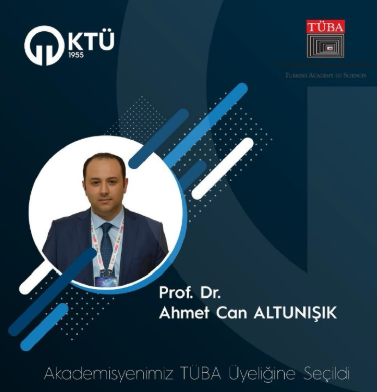 KTÜ
1955
TÜBA
Prof. Dr.
Ahmet Can ALTUNIŞIK
Akademisyenimiz TÜBA Üyeliğine Seçildi